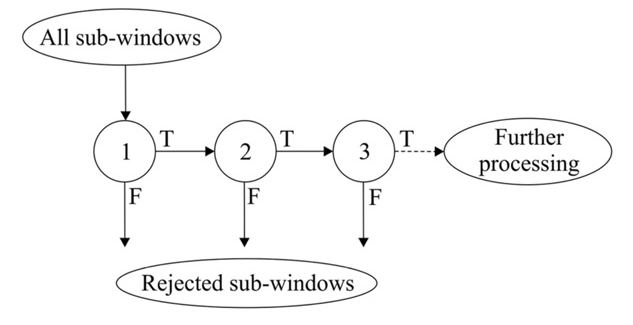 All sub-windows
1
T
2
T
3
T
Further
processing
F
F
F
Rejected sub-windows